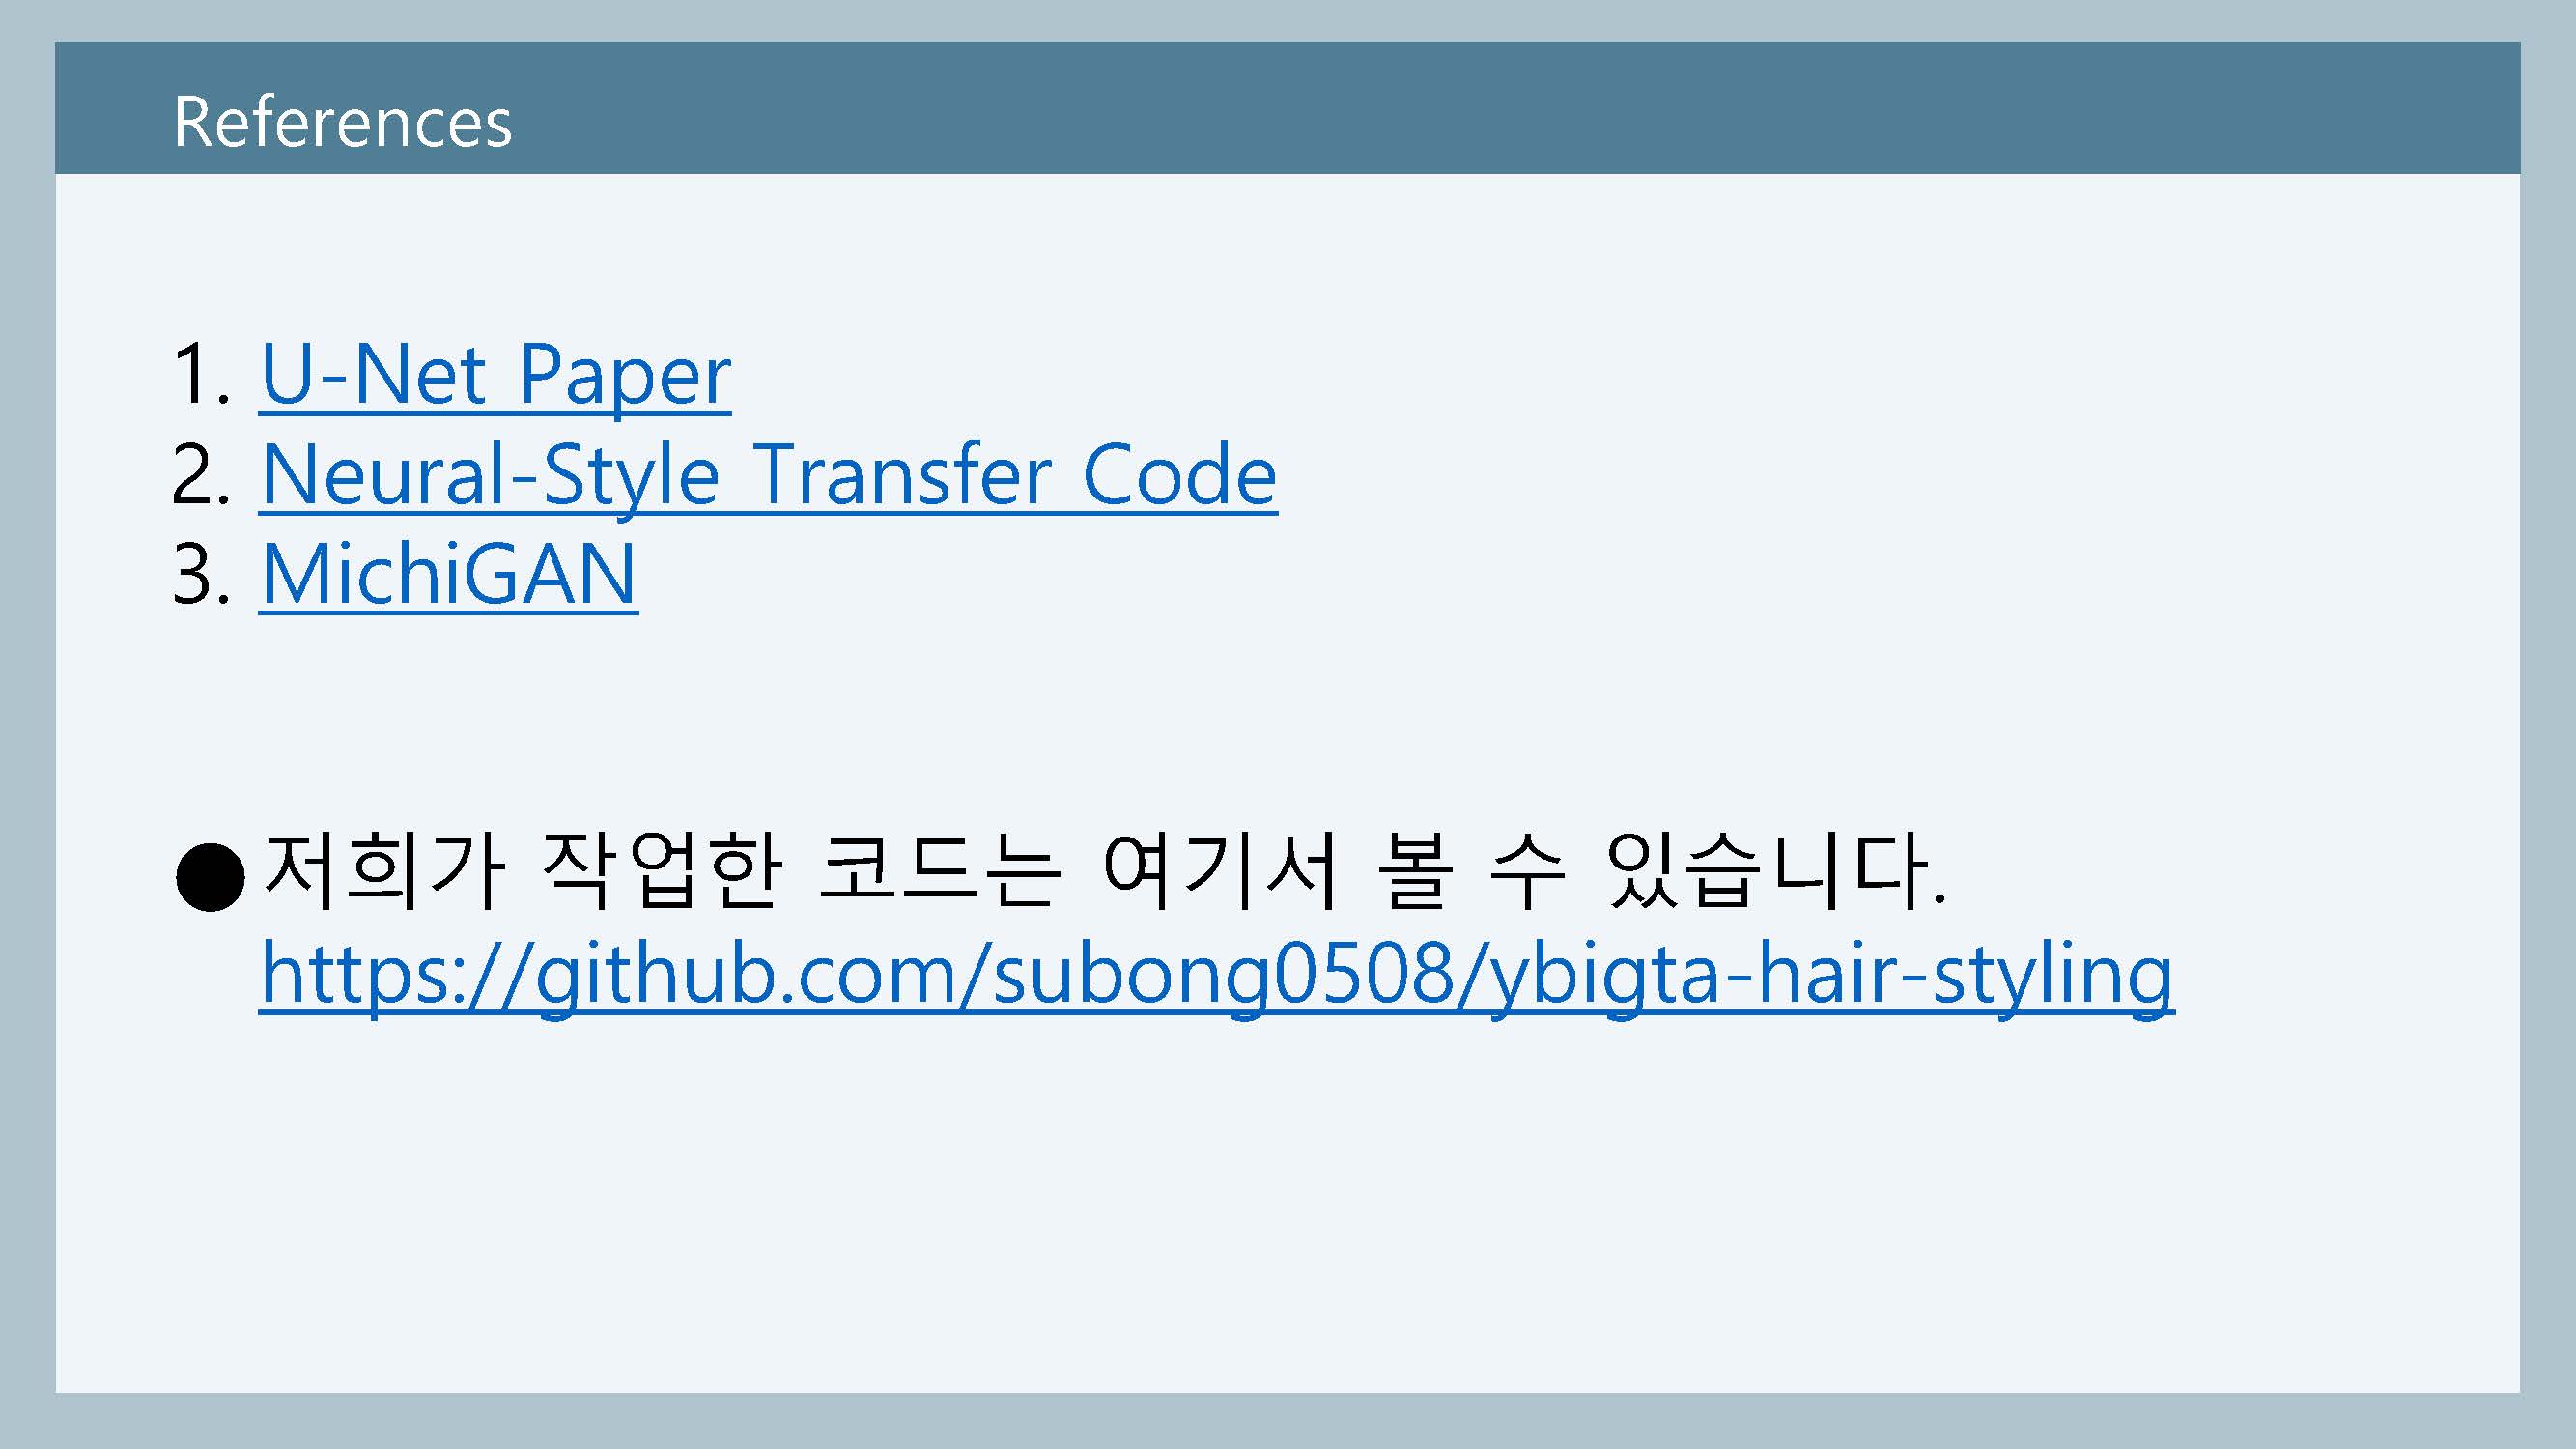 References
1. U-Net Paper
2. Neural-Style Transfer Code
3. MichiGAN
●저희가 작업한 코드는 여기서 볼 수 있습니다.
https://github.com/subong0508/ybigta-hair-styling